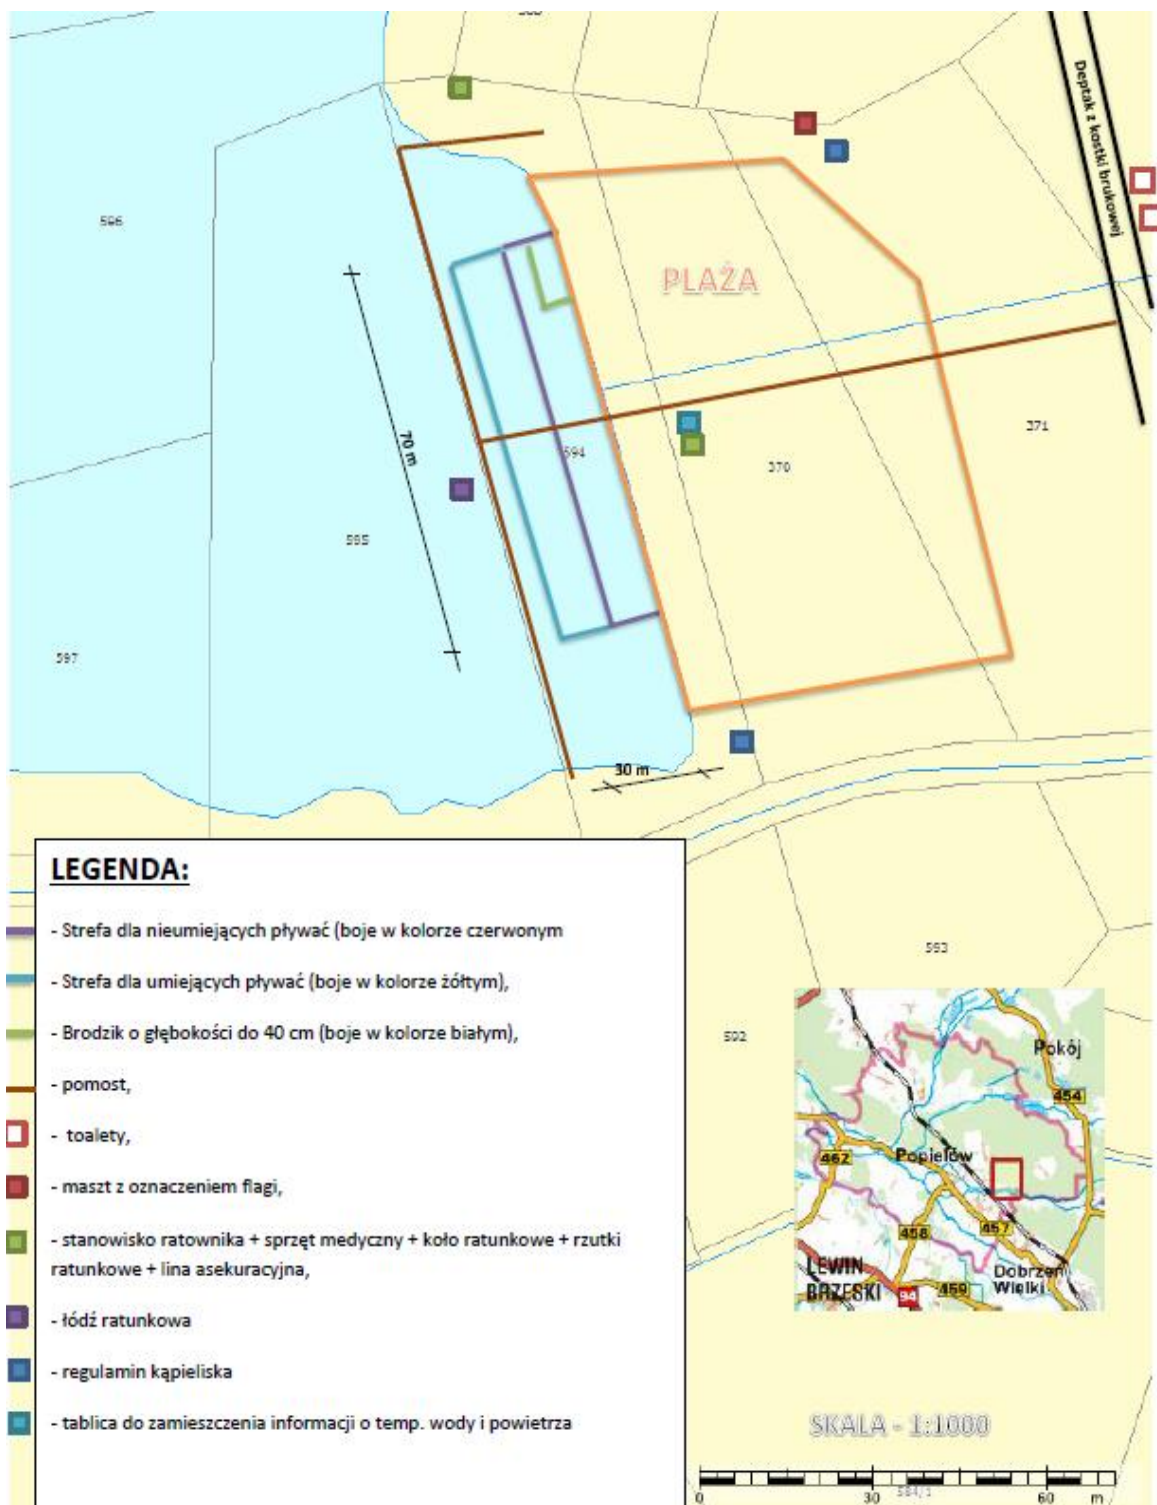 Deptak z kostki brukowej
596
PLAŻA
371
70 m
594
370
595
597
30 m
LEGENDA:
- Strefa dla nieumiejących pływać (boje w kolorze czerwonym
- Strefa dla umiejących pływać (boje w kolorze żółtym),
- Brodzik o głębokości do 40 cm (boje w kolorze białym),
- pomost,
- toalety,
- maszt z oznaczeniem flagi,
- stanowisko ratownika + sprzęt medyczny + koło ratunkowe + rzutki
ratunkowe + lina asekuracyjna,
- łódź ratunkowa
- regulamin kąpieliska
- tablica do zamieszczenia informacji o temp. wody i powietrza
593
592
Pokój
454
462
Popielów
458
457
LEWIN
BRZESKI
94
459
Dobrzeń
Wielki
SKALA - 1:1000
0 30 60 m
584/1